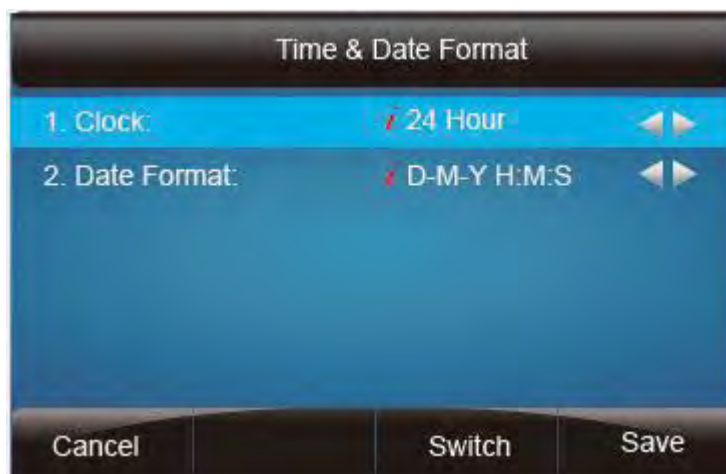 Time & Date Format
1. Clock: i 24 Hour
2. Date Format: i D-M-Y H:M:S
Cancel Switch Save